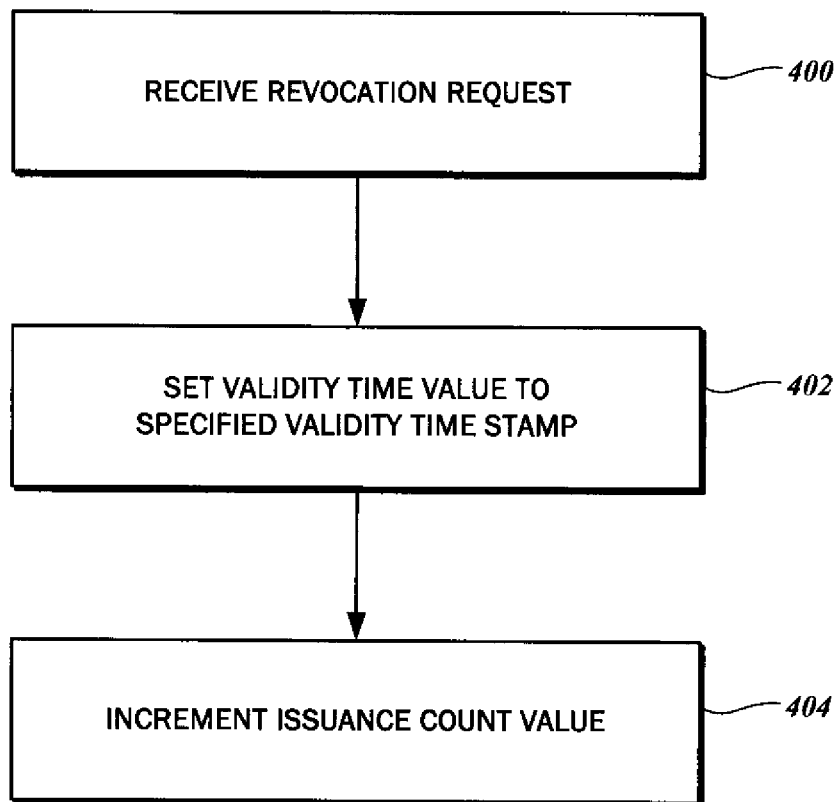 RECEIVE REVOCATION REQUEST
400
SET VALIDITY TIME VALUE TO
SPECIFIED VALIDITY TIME STAMP
402
INCREMENT ISSUANCE COUNT VALUE
404